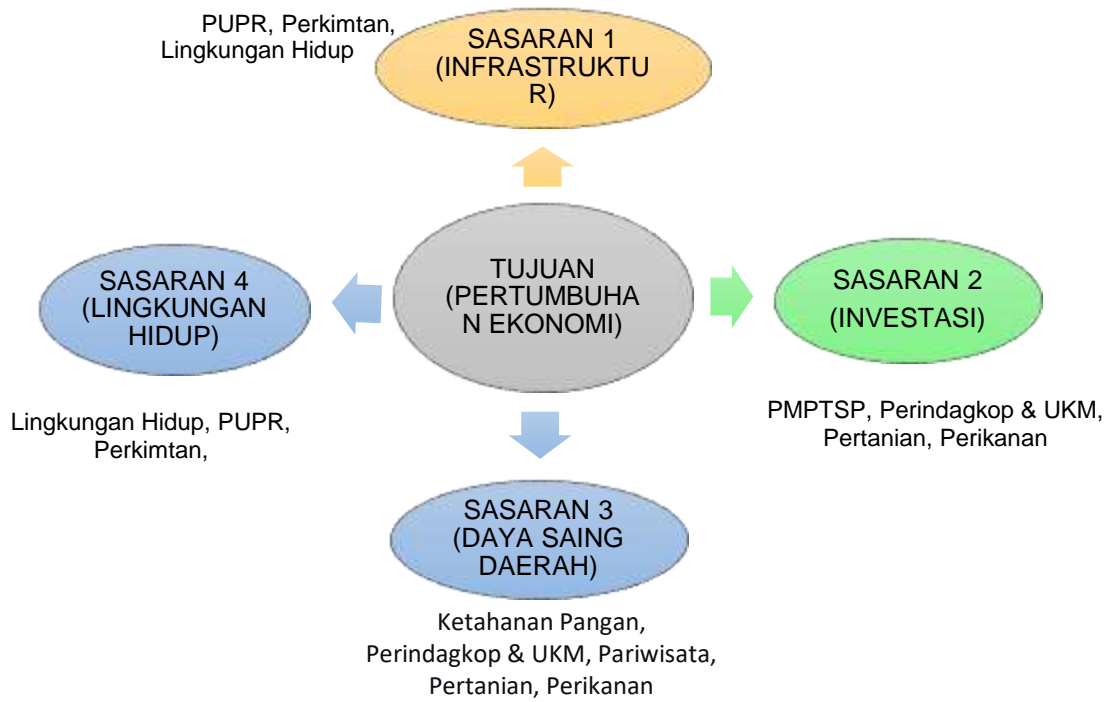 PUPR, Perkimtan,
Lingkungan Hidup
SASARAN 1
(INFRASTRUKTU
R)
SASARAN 4
(LINGKUNGAN
HIDUP)
TUJUAN
(PERTUMBUHA
N EKONOMI)
SASARAN 2
(INVESTASI)
Lingkungan Hidup, PUPR,
Perkimtan,
PMPTSP, Perindagkop & UKM,
Pertanian, Perikanan
SASARAN 3
(DAYA SAING
DAERAH)
Ketahanan Pangan,
Perindagkop & UKM, Pariwisata,
Pertanian, Perikanan